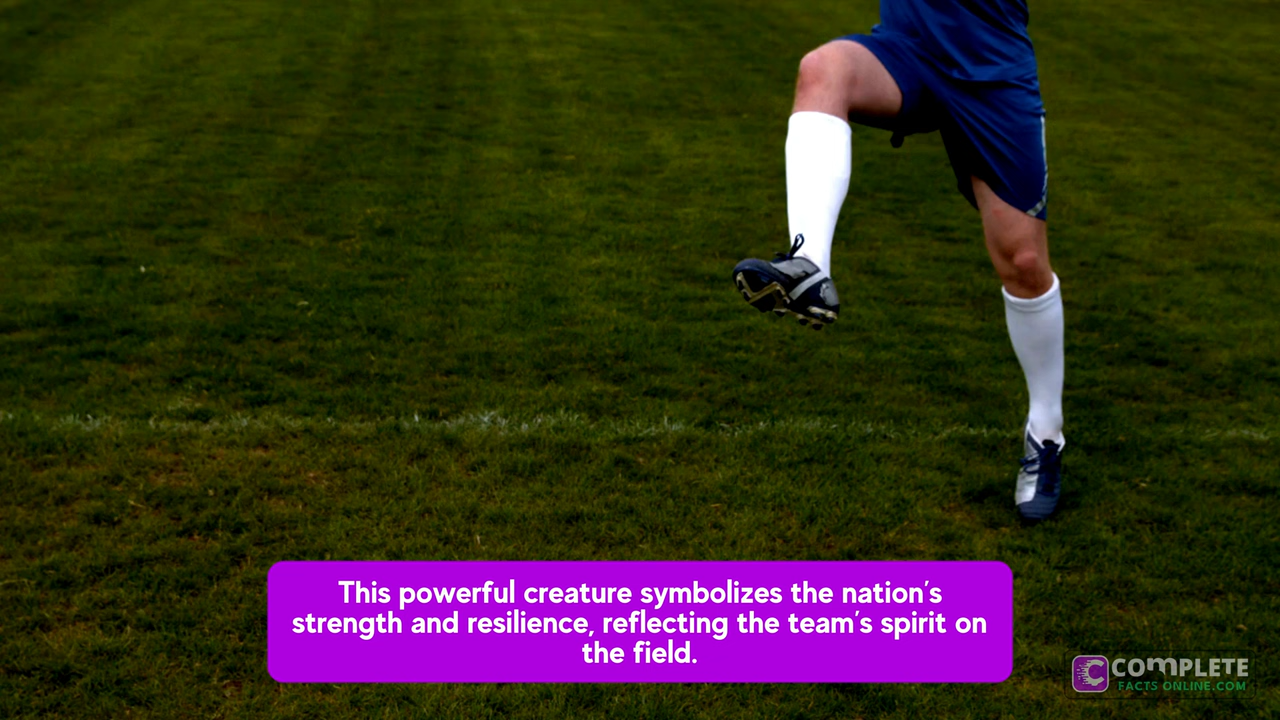 This powerful creature symbolizes the nation's
strength and resilience, reflecting the team's spirit on
the field.
COMPLETE
FACTS ONLINE.COM